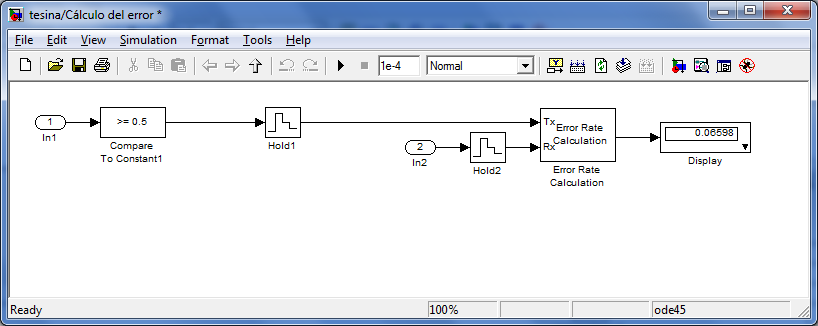 tesina/Cálculo del error *
File Edit View Simulation Format Tools Help
1e-4 Normal
1
In1
>= 0.5
Compare
To Constant1
Hold1
2
In2
Hold2
Tx
Rx
Error Rate
Calculation
Error Rate
Calculation
0.06598
Display
Ready 100% ode45